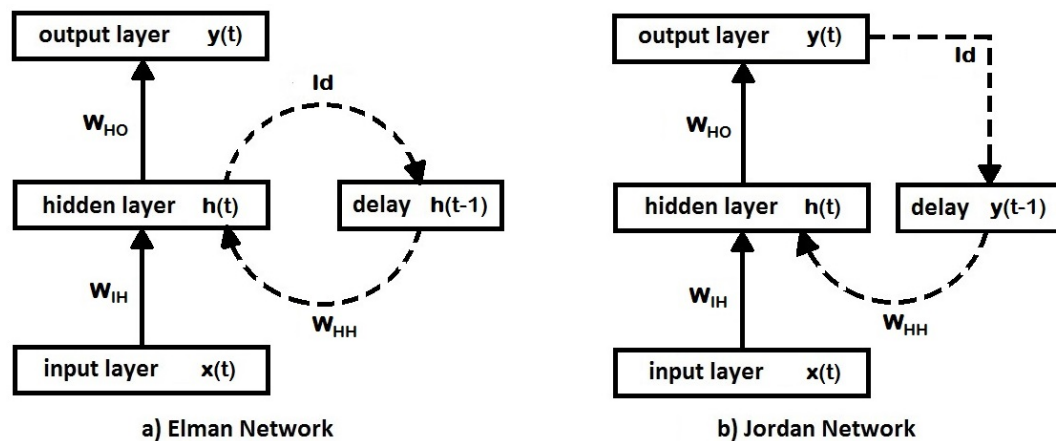 output layer y(t)
Id
W_HO
hidden layer h(t)
delay h(t-1)
W_IH
W_HH
input layer x(t)
a) Elman Network
output layer y(t)
Id
W_HO
hidden layer h(t)
delay y(t-1)
W_IH
W_HH
input layer x(t)
b) Jordan Network